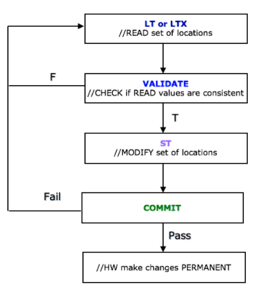 LT or LTX
//READ set of locations
F
VALIDATE
//CHECK if READ values are consistent
T
ST
//MODIFY set of locations
Fail
COMMIT
Pass
//HW make changes PERMANENT